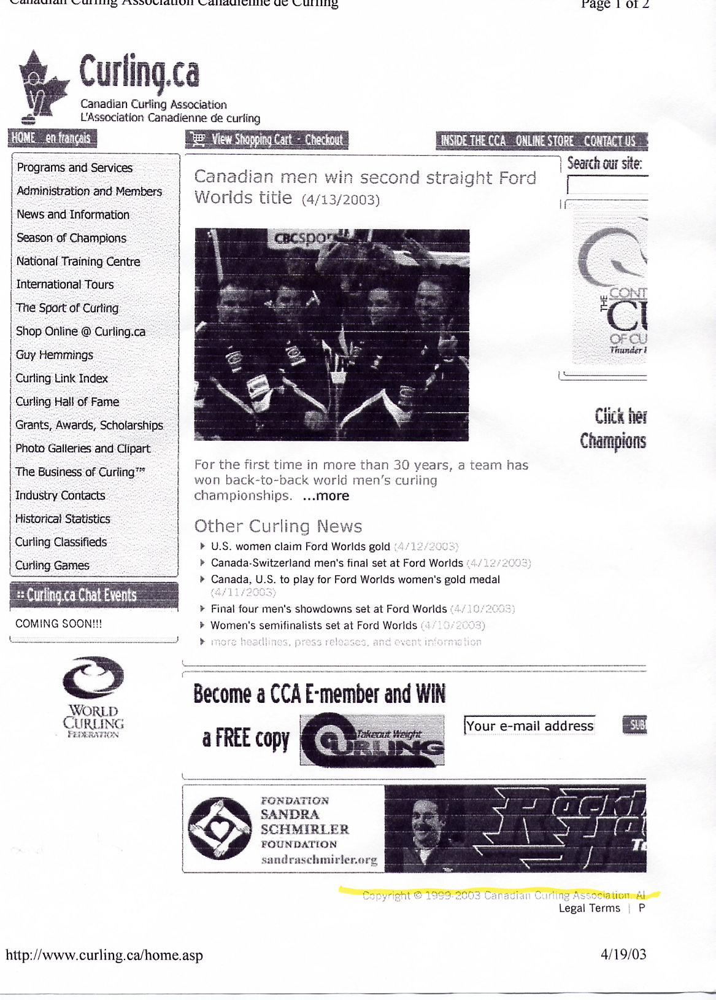 Canadian Curling Association Canadienne de Curling
Page 1 of 2
Curling.ca
Canadian Curling Association
L'Association Canadienne de curling
HOME en français
View Shopping Cart - Checkout
INSIDE THE CCA ONLINE STORE CONTACT US
Programs and Services
Administration and Members
News and Information
Season of Champions
National Training Centre
International Tours
The Sport of Curling
Shop Online @ Curling.ca
Guy Hemmings
Curling Link Index
Curling Hall of Fame
Grants, Awards, Scholarships
Photo Galleries and Clipart
The Business of Curling™
Industry Contacts
Historical Statistics
Curling Classifieds
Curling Games
:: Curling.ca Chat Events
COMING SOON!!!
WORLD
CURLING
FEDERATION
Canadian men win second straight Ford
Worlds title (4/13/2003)
CBCSpor
For the first time in more than 30 years, a team has
won back-to-back world men's curling
championships. ...more
Other Curling News
U.S. women claim Ford Worlds gold (4/12/2003)
Canada-Switzerland men's final set at Ford Worlds (4/12/2003)
Canada, U.S. to play for Ford Worlds women's gold medal
(4/11/2003)
Final four men's showdowns set at Ford Worlds (4/10/2003)
Women's semifinalists set at Ford Worlds (4/10/2003)
more headlines, press releases, and event information
Search our site:
THE
CONT
CU
OF CU
Thunder
Click her
Champions
Become a CCA E-member and WIN
a FREE copy
Takeout Weight
CURLING
Your e-mail address
SUB
FONDATION
SANDRA
SCHMIRLER
FOUNDATION
sandraschmirler.org
Copyright © 1999-2003 Canadian Curling Association. Al
Legal Terms | P
http://www.curling.ca/home.asp
4/19/03